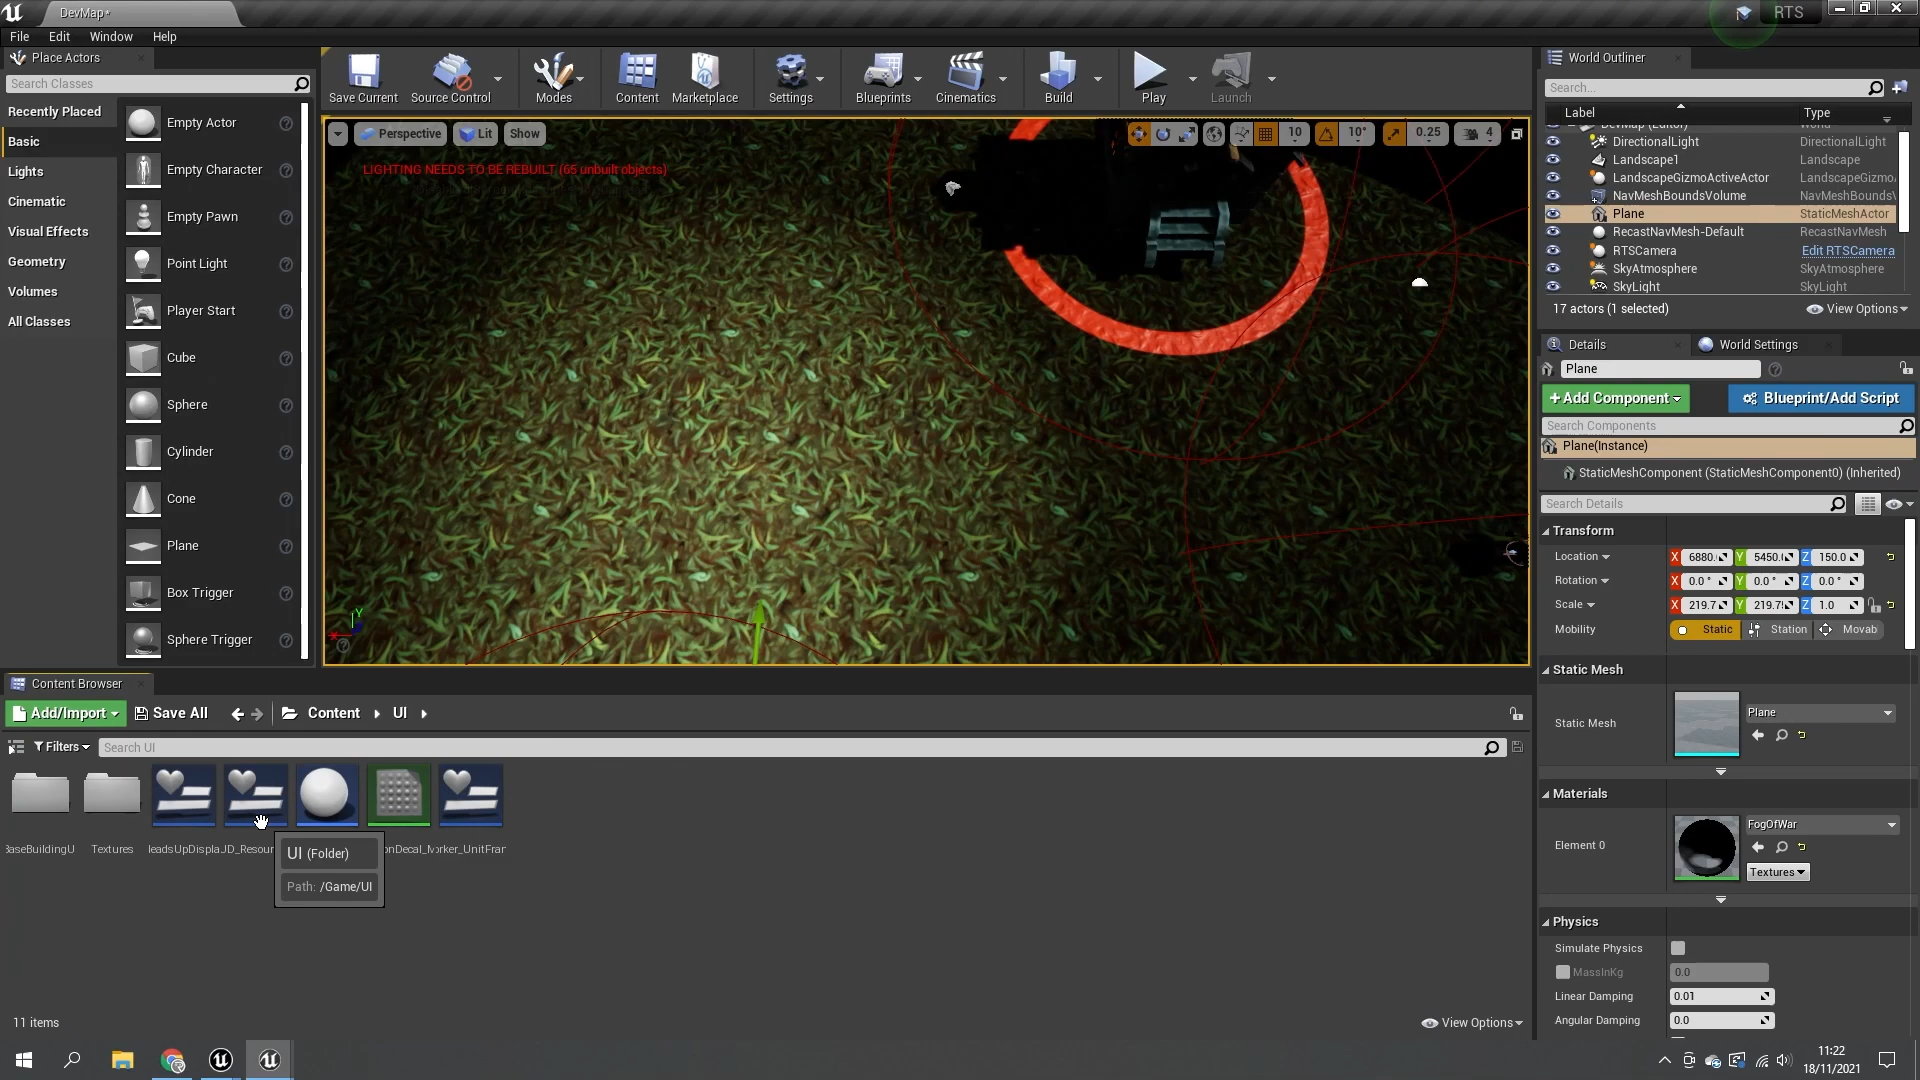 DevMap*
RTS
File Edit Window Help
Place Actors
Search Classes
Recently Placed
Basic
Lights
Cinematic
Visual Effects
Geometry
Volumes
All Classes
Empty Actor
Empty Character
Empty Pawn
Point Light
Player Start
Cube
Sphere
Cylinder
Cone
Plane
Box Trigger
Sphere Trigger
Save Current
Source Control
Modes
Content
Marketplace
Settings
Blueprints
Cinematics
Build
Play
Launch
Perspective
Lit
Show
10
10°
0.25
4
LIGHTING NEEDS TO BE REBUILT (65 unbuilt objects)
Y
World Outliner
Search...
Label Type
DevMap (Editor) World
DirectionalLight DirectionalLight
Landscape1 Landscape
LandscapeGizmoActiveActor LandscapeGizmo
NavMeshBoundsVolume NavMeshBoundsV
Plane StaticMeshActor
RecastNavMesh-Default RecastNavMesh
RTSCamera Edit RTSCamera
SkyAtmosphere SkyAtmosphere
SkyLight SkyLight
17 actors (1 selected)
View Options
Details
World Settings
Plane
+Add Component
Blueprint/Add Script
Search Components
Plane(Instance)
StaticMeshComponent (StaticMeshComponent0) (Inherited)
Search Details
Transform
Location X 6880. Y 5450. Z 150.0
Rotation X 0.0 ° Y 0.0 ° Z 0.0 °
Scale X 219.7 Y 219.7 Z 1.0
Mobility Static Station Movab
Static Mesh
Static Mesh Plane
Materials
Element 0 FogOfWar
Textures
Physics
Simulate Physics
MassInKg 0.0
Linear Damping 0.01
Angular Damping 0.0
Content Browser
Add/Import
Save All
Content
UI
Filters
Search UI
BaseBuildingU
Textures
leadsUpDispla
JD_Resour
onDecal_M
orker_UnitFrar
UI (Folder)
Path: /Game/UI
11 items
View Options
11:22
18/11/2021